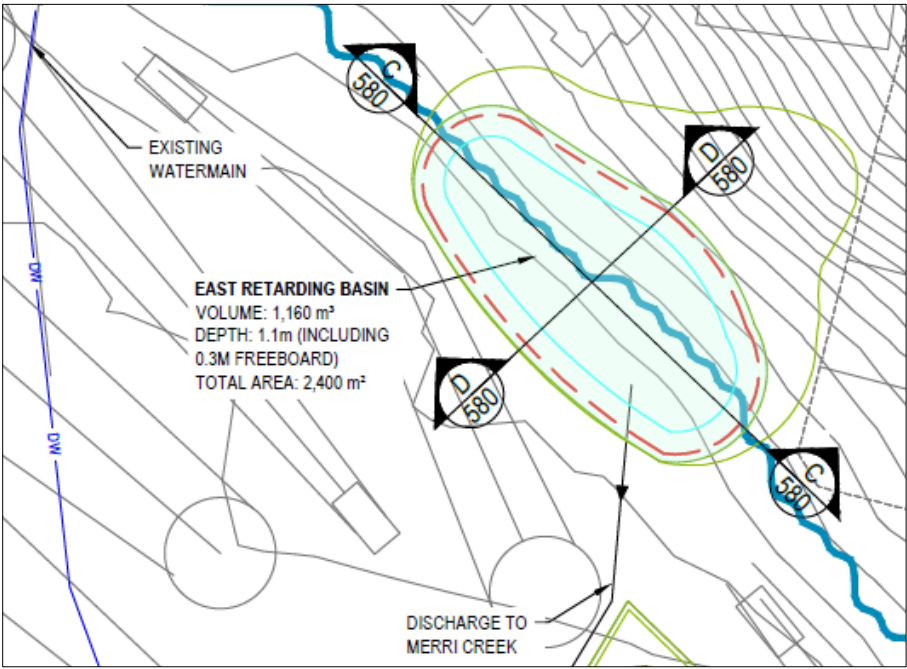 C
580
D
580
EXISTING
WATERMAIN
DW
EAST RETARDING BASIN
VOLUME: 1,160 m³
DEPTH: 1.1m (INCLUDING
0.3M FREEBOARD)
TOTAL AREA: 2,400 m²
D
580
DW
C
580
DISCHARGE TO
MERRI CREEK